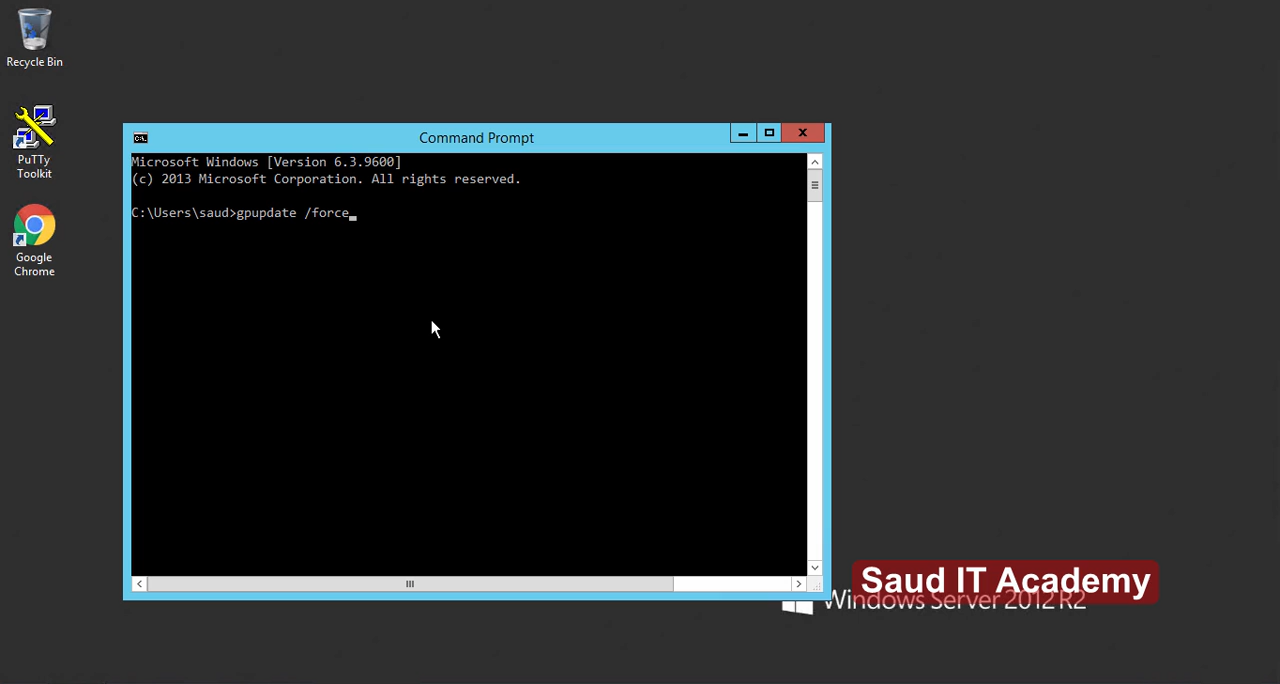 Recycle Bin
PuTTy
Toolkit
Google
Chrome
Command Prompt
Microsoft Windows [Version 6.3.9600]
(c) 2013 Microsoft Corporation. All rights reserved.
C:\Users\saud>gpupdate /force
Saud IT Academy
Windows Server 2012 R2